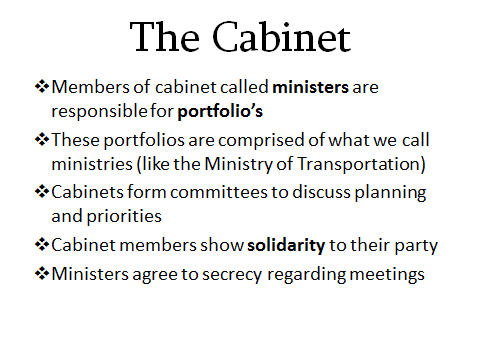 The Cabinet
❖Members of cabinet called ministers are
responsible for portfolio's
❖These portfolios are comprised of what we call
ministries (like the Ministry of Transportation)
❖Cabinets form committees to discuss planning
and priorities
❖Cabinet members show solidarity to their party
❖Ministers agree to secrecy regarding meetings